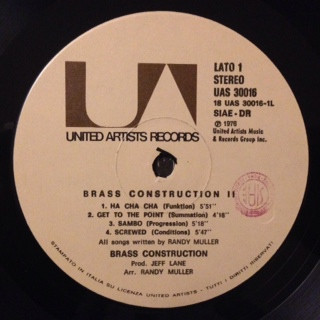 LATO 1
STEREO
UAS 30016
18 UAS 30016-1L
SIAE - DR
℗ 1976
United Artists Music
& Records Group Inc.
UA
UNITED ARTISTS RECORDS
BRASS CONSTRUCTION II
1. HA CHA CHA (Funktion) 5'51"
2. GET TO THE POINT (Summation) 4'16"
3. SAMBO (Progression) 5'18"
4. SCREWED (Conditions) 5'47"
All songs written by RANDY MULLER
BRASS CONSTRUCTION
Prod. JEFF LANE
Arr. RANDY MULLER
STAMPATO IN ITALIA SU LICENZA UNITED ARTISTS - TUTTI I DIRITTI RISERVATI